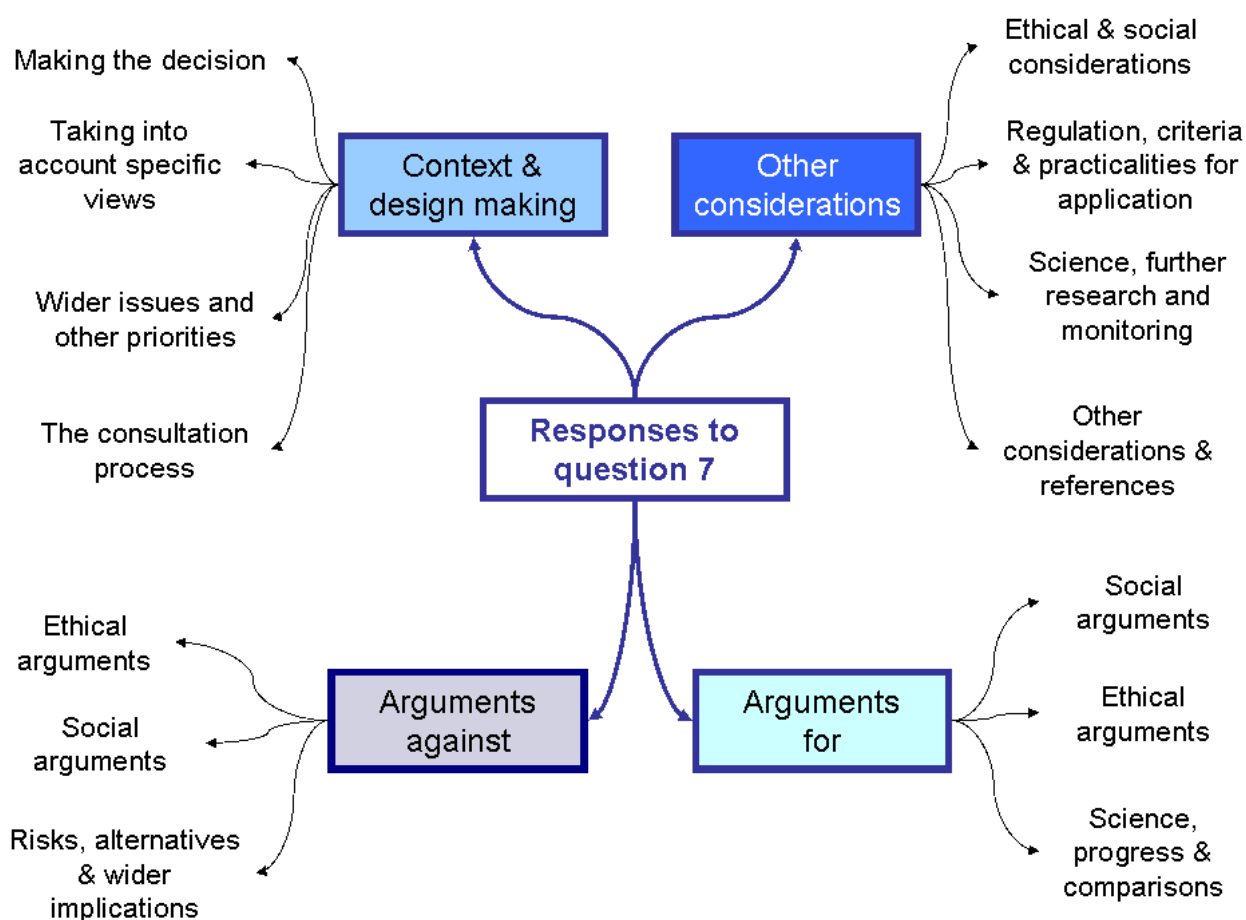 Making the decision
Taking into
account specific
views
Wider issues and
other priorities
The consultation
process
Context &
design making
Other
considerations
Ethical & social
considerations
Regulation, criteria
& practicalities for
application
Science, further
research and
monitoring
Other
considerations &
references
Responses to
question 7
Ethical
arguments
Social
arguments
Risks, alternatives
& wider
implications
Arguments
against
Arguments
for
Social
arguments
Ethical
arguments
Science,
progress &
comparisons